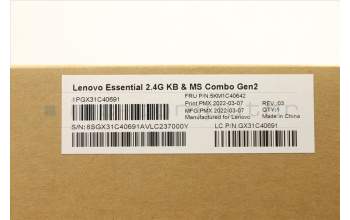 Lenovo Essential 2.4G KB & MS Combo Gen2
1PGX31C40691
FRU P/N:5KM1C40642
Print:PMX 2022-03-07
MFG:PMX 2022-03-07 REV.:03
Manufactured for Lenovo QTY:1
Made in China
S/N:8SGX31C40691AVLC237000Y
LC P/N:GX31C40691